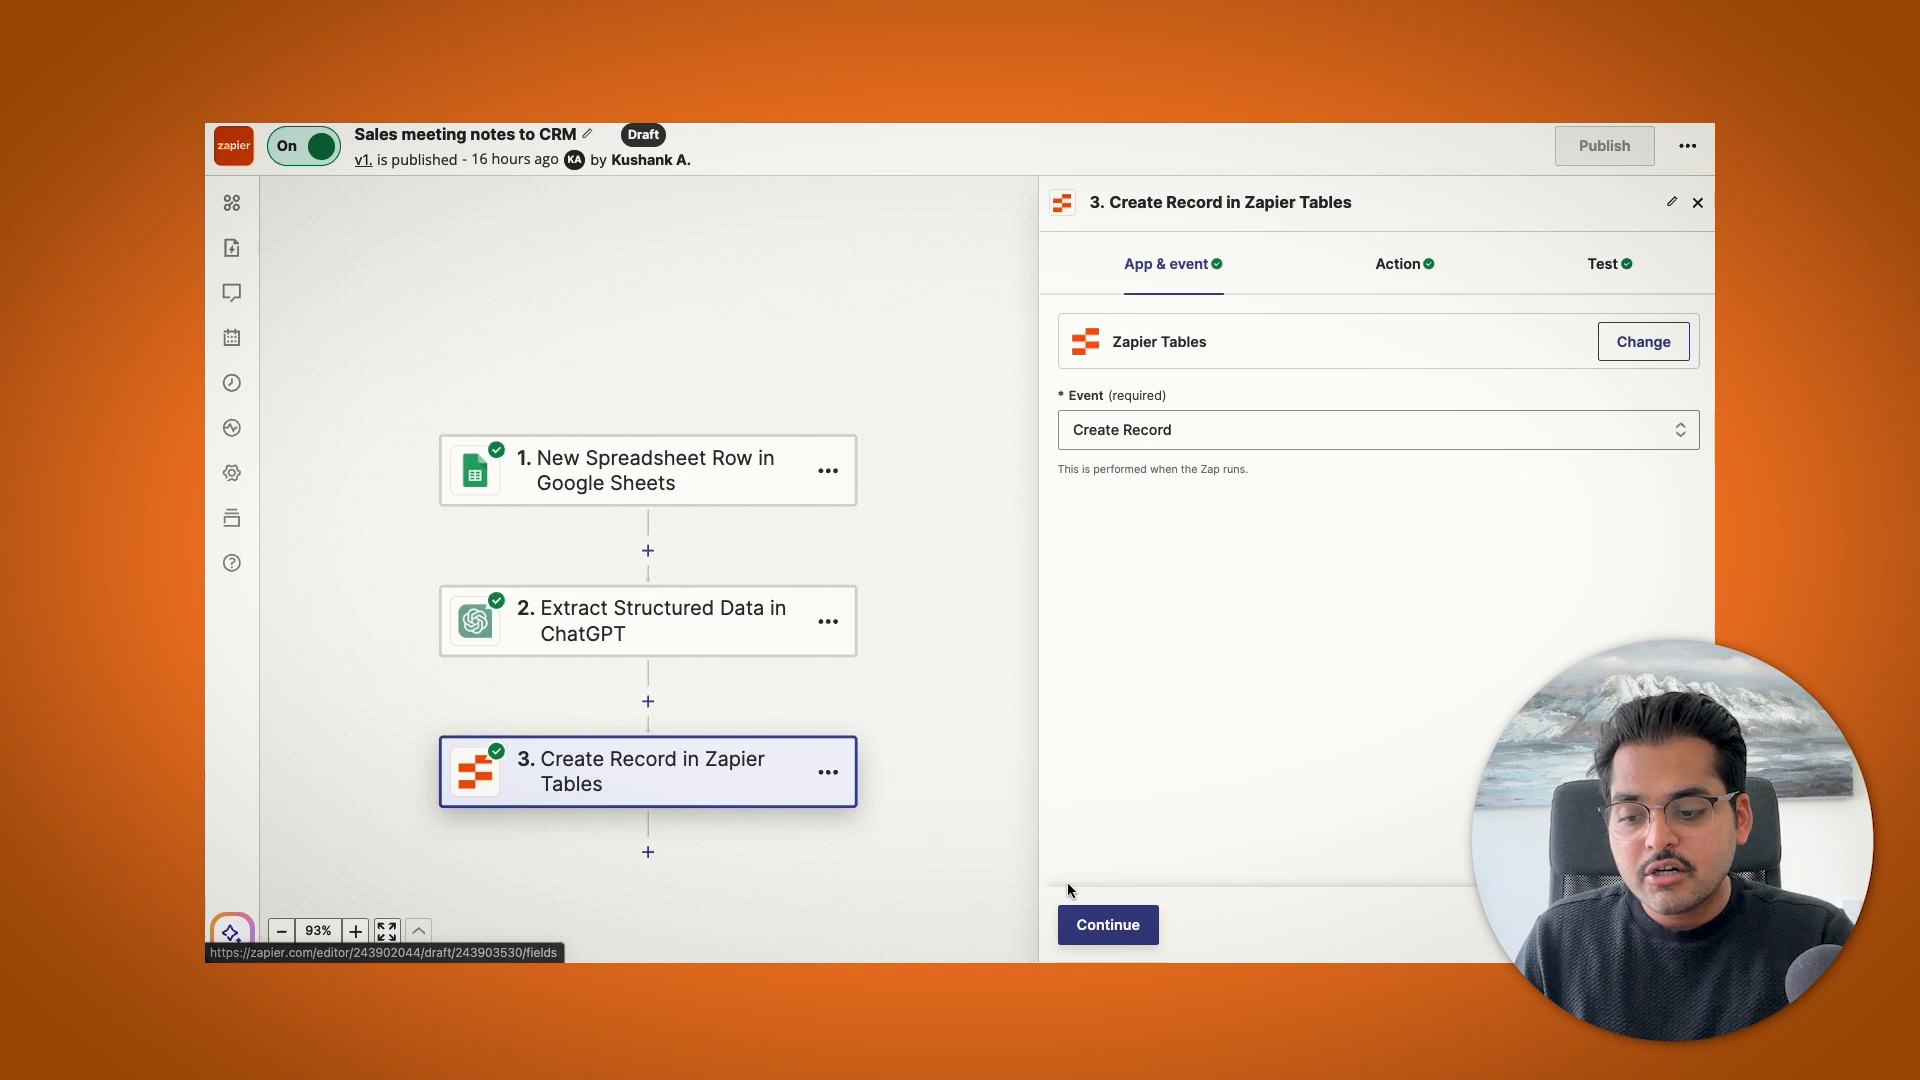 zapier
On
Sales meeting notes to CRM
Draft
v1. is published - 16 hours ago KA by Kushank A.
Publish
3. Create Record in Zapier Tables
App & event
Action
Test
Zapier Tables
Change
* Event (required)
Create Record
This is performed when the Zap runs.
1. New Spreadsheet Row in
Google Sheets
2. Extract Structured Data in
ChatGPT
3. Create Record in Zapier
Tables
Continue
93%
https://zapier.com/editor/243902044/draft/243903530/fields